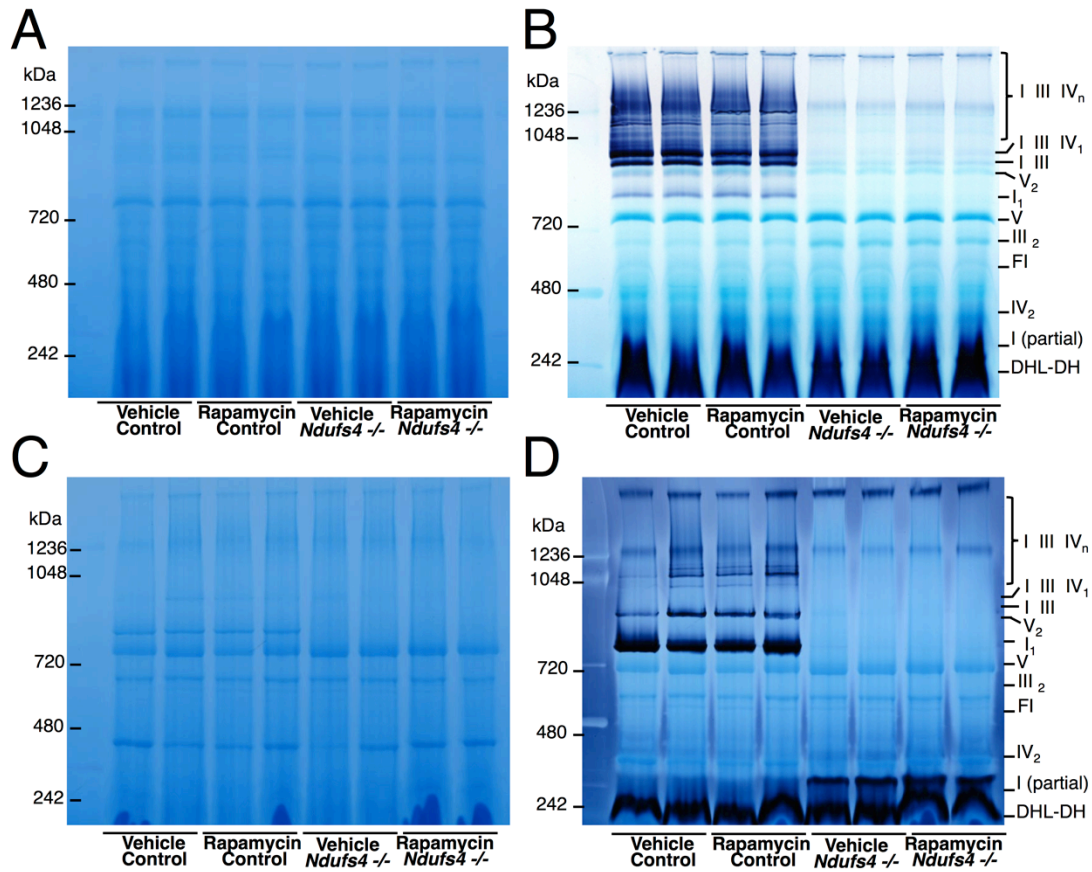 A
kDa
1236
1048
720
480
242
Vehicle Control
Rapamycin Control
Vehicle Ndufs4 -/-
Rapamycin Ndufs4 -/-
B
kDa
1236
1048
720
480
242
I III IVn
I III IV1
I III
V2
I1
V
III2
FI
IV2
I (partial)
DHL-DH
Vehicle Control
Rapamycin Control
Vehicle Ndufs4 -/-
Rapamycin Ndufs4 -/-
C
kDa
1236
1048
720
480
242
Vehicle Control
Rapamycin Control
Vehicle Ndufs4 -/-
Rapamycin Ndufs4 -/-
D
kDa
1236
1048
720
480
242
I III IVn
I III IV1
I III
V2
I1
V
III2
FI
IV2
I (partial)
DHL-DH
Vehicle Control
Rapamycin Control
Vehicle Ndufs4 -/-
Rapamycin Ndufs4 -/-